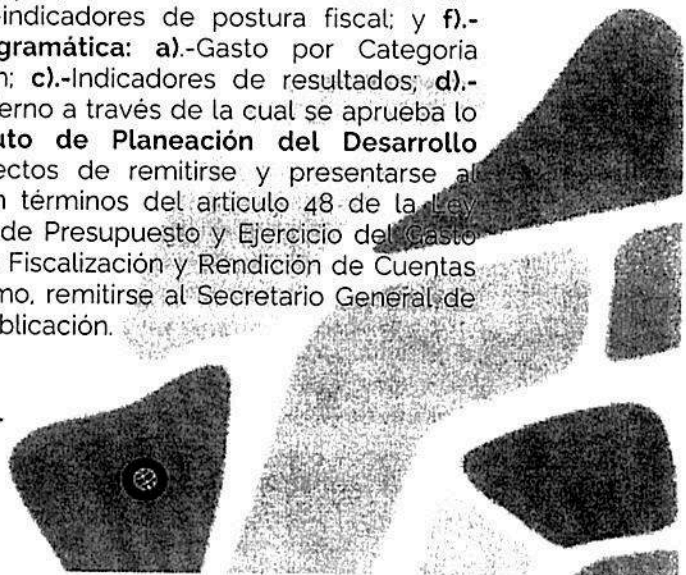 -indicadores de postura fiscal; y f).-
gramática: a).-Gasto por Categoría
n; c).-Indicadores de resultados; d).-
erno a través de la cual se aprueba lo
uto de Planeación del Desarrollo
ectos de remitirse y presentarse al
n términos del artículo 48 de la Ley
de Presupuesto y Ejercicio del Gasto
Fiscalización y Rendición de Cuentas
mo, remitirse al Secretario General de
blicación.